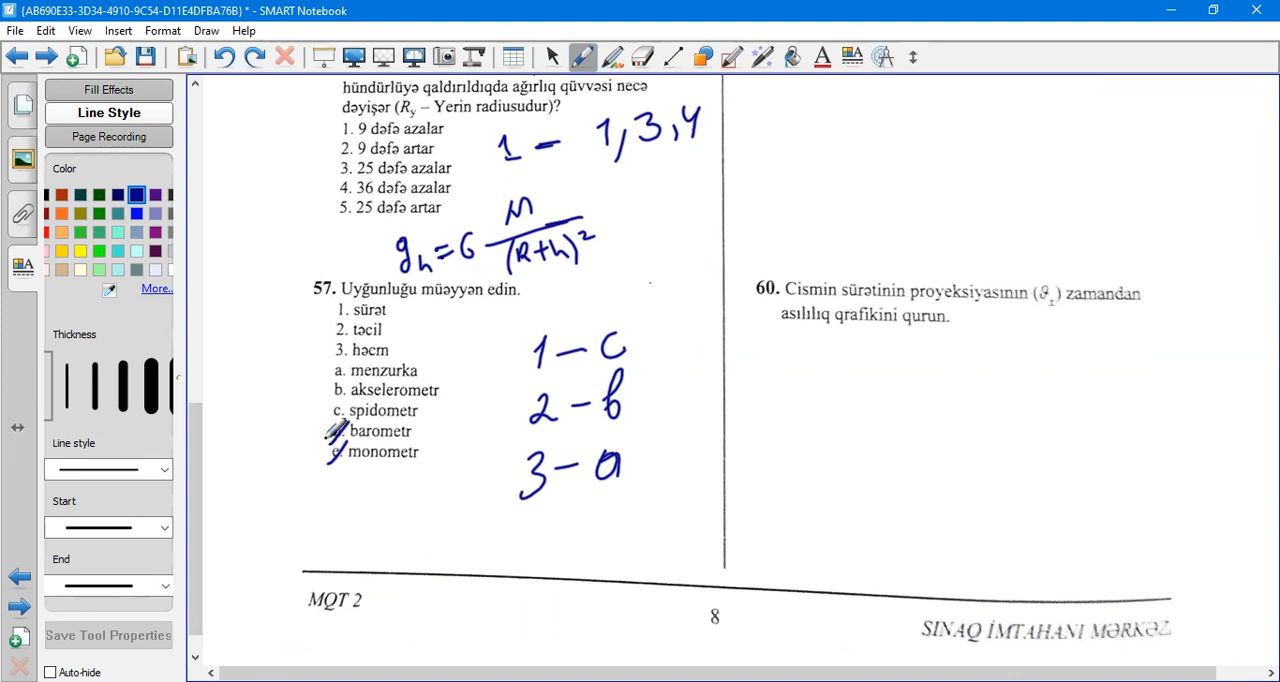 {AB690E33-3D34-4910-9C54-D11E4DFBA76B} * - SMART Notebook
File Edit View Insert Format Draw Help
Fill Effects
Line Style
Page Recording
Color
More..
Thickness
Line style
Start
End
Save Tool Properties
Auto-hide
hündürlüyə qaldırıldıqda ağırlıq qüvvəsi necə
dəyişər (Ry – Yerin radiusudur)?
1. 9 dəfə azalar
2. 9 dəfə artar
3. 25 dəfə azalar
4. 36 dəfə azalar
5. 25 dəfə artar
1 – 1, 3, 4
gh = G M/(R+h)²
57. Uyğunluğu müəyyən edin.
1. sürət
2. təcil
3. həcm
a. menzurka
b. akselerometr
c. spidometr
barometr
e. monometr
1 – c
2 – b
3 – a
60. Cismin sürətinin proyeksiyasının (ϑx) zamandan
asılılıq qrafikini qurun.
MQT 2
8
SINAQ İMTAHANI MƏRKƏZ